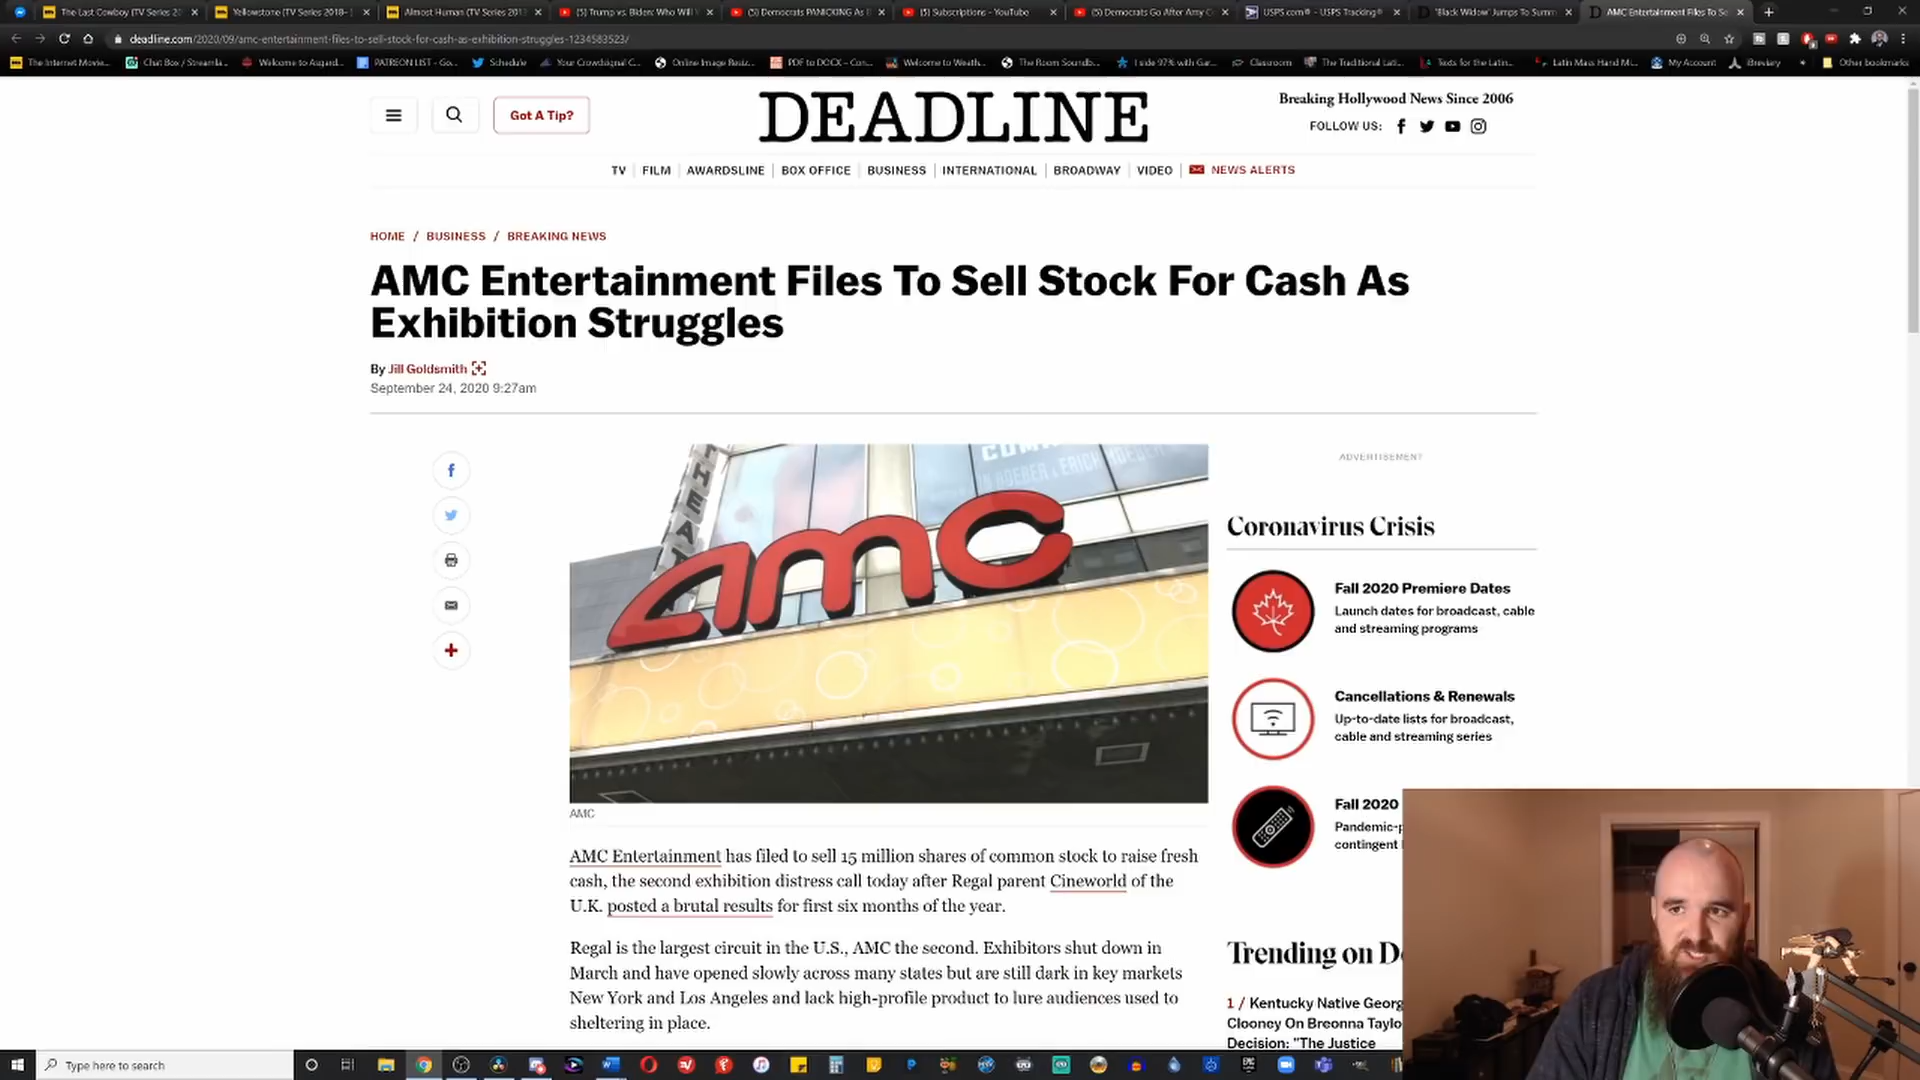 The Last Cowboy (TV Series 20
Yellowstone (TV Series 2018-
Almost Human (TV Series 201
(5) Trump vs. Biden: Who Will
(5) Democrats PANICKING As
(5) Subscriptions - YouTube
(5) Democrats Go After Amy C
USPS.com® - USPS Tracking®
'Black Widow' Jumps To Summ
AMC Entertainment Files To Se
deadline.com/2020/09/amc-entertainment-files-to-sell-stock-for-cash-as-exhibition-struggles-1234583523/
The Internet Movie...
Chat Box / Streamla...
Welcome to Asgard...
PATREON LIST - Go...
Schedule
Your Crowdsignal C...
Online Image Resiz...
PDF to DOCX – Con...
Welcome to Weath...
The Room Soundb...
I side 97% with Gar...
Classroom
The Traditional Lati...
Texts for the Latin...
Latin Mass Hand Mi...
My Account
iBreviary
Other bookmarks
Got A Tip?
DEADLINE
Breaking Hollywood News Since 2006
FOLLOW US:
TV FILM AWARDSLINE BOX OFFICE BUSINESS INTERNATIONAL BROADWAY VIDEO NEWS ALERTS
HOME / BUSINESS / BREAKING NEWS
AMC Entertainment Files To Sell Stock For Cash As
Exhibition Struggles
By Jill Goldsmith
September 24, 2020 9:27am
THEA
amc
AMC
AMC Entertainment has filed to sell 15 million shares of common stock to raise fresh
cash, the second exhibition distress call today after Regal parent Cineworld of the
U.K. posted a brutal results for first six months of the year.
Regal is the largest circuit in the U.S., AMC the second. Exhibitors shut down in
March and have opened slowly across many states but are still dark in key markets
New York and Los Angeles and lack high-profile product to lure audiences used to
sheltering in place.
ADVERTISEMENT
Coronavirus Crisis
Fall 2020 Premiere Dates
Launch dates for broadcast, cable
and streaming programs
Cancellations & Renewals
Up-to-date lists for broadcast,
cable and streaming series
Fall 2020
Pandemic-p
contingent
Trending on De
1 / Kentucky Native Georg
Clooney On Breonna Taylo
Decision: "The Justice
Type here to search